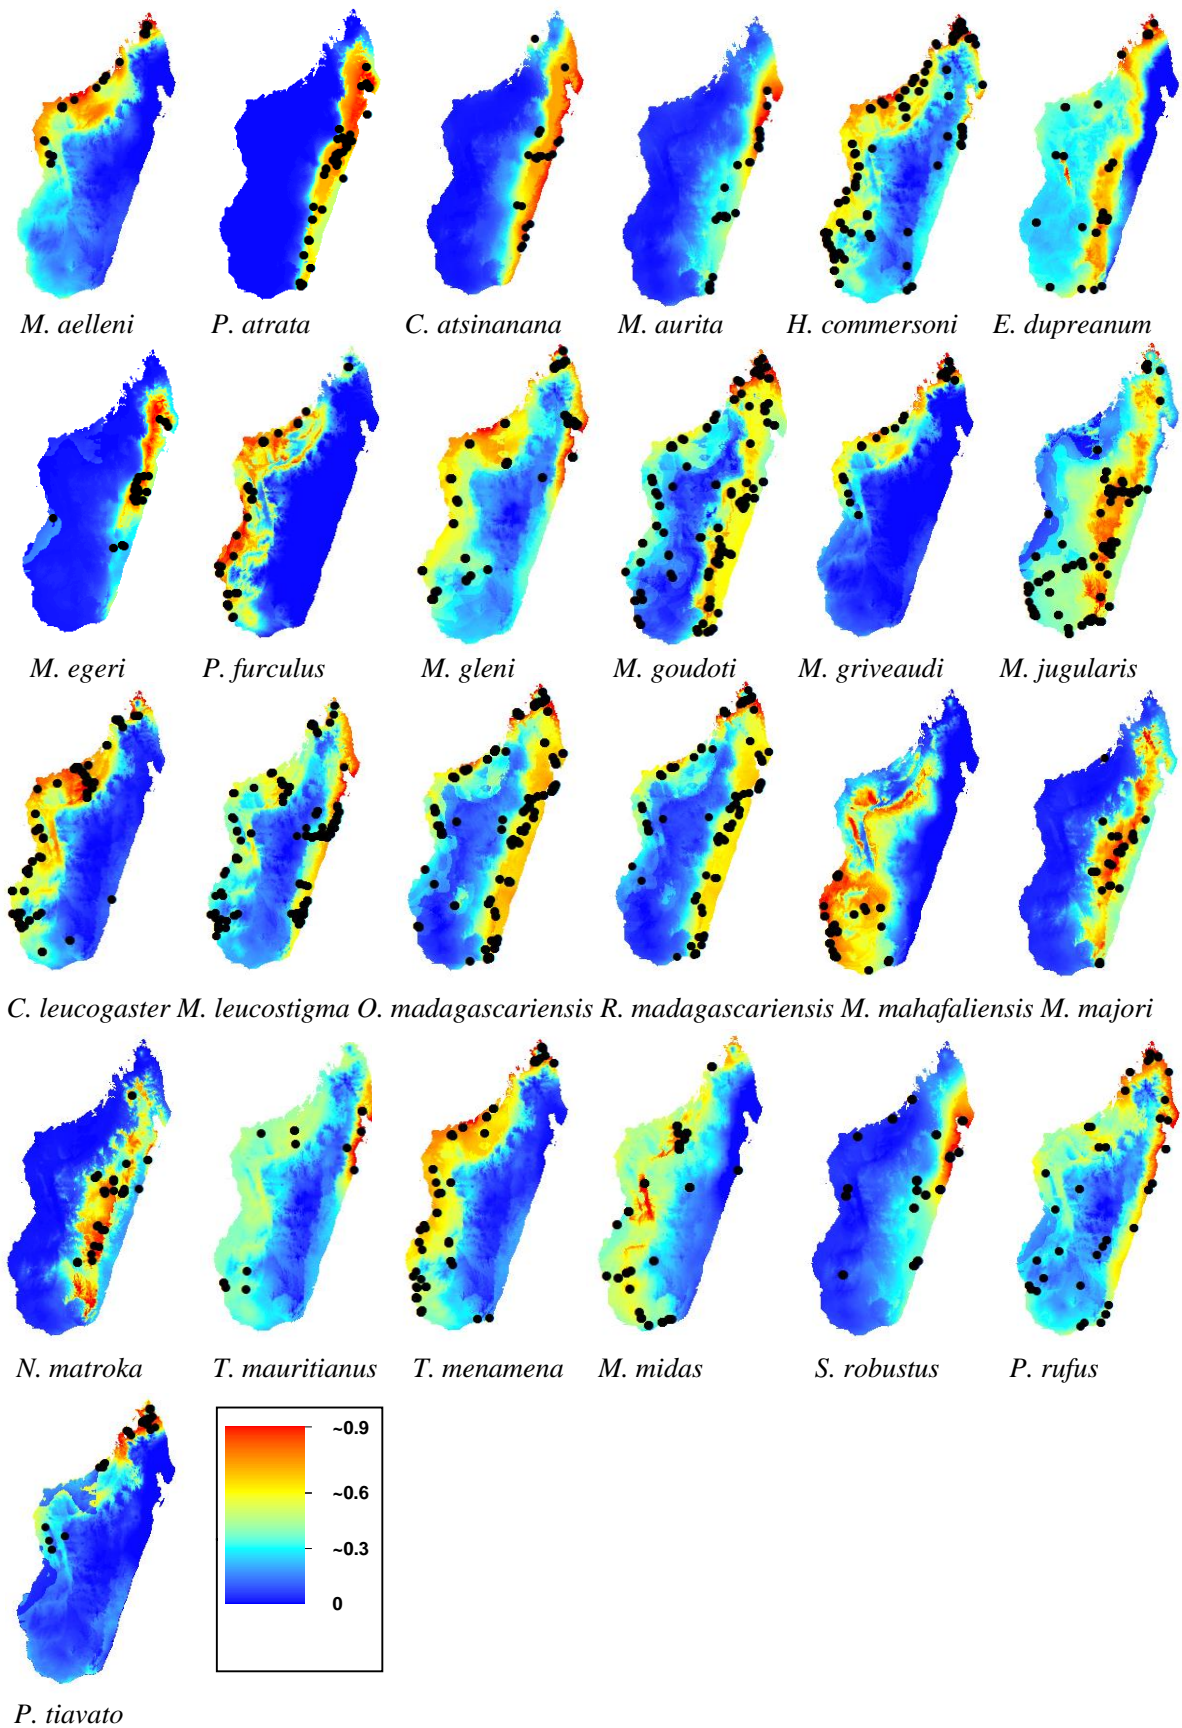 M. aelleni P. atrata C. atsinanana M. aurita H. commersoni E. dupreanum
M. egeri P. furculus M. gleni M. goudoti M. griveaudi M. jugularis
C. leucogaster M. leucostigma O. madagascariensis R. madagascariensis M. mahafaliensis M. majori
N. matroka T. mauritianus T. menamena M. midas S. robustus P. rufus
~0.9
~0.6
~0.3
0
P. tiavato